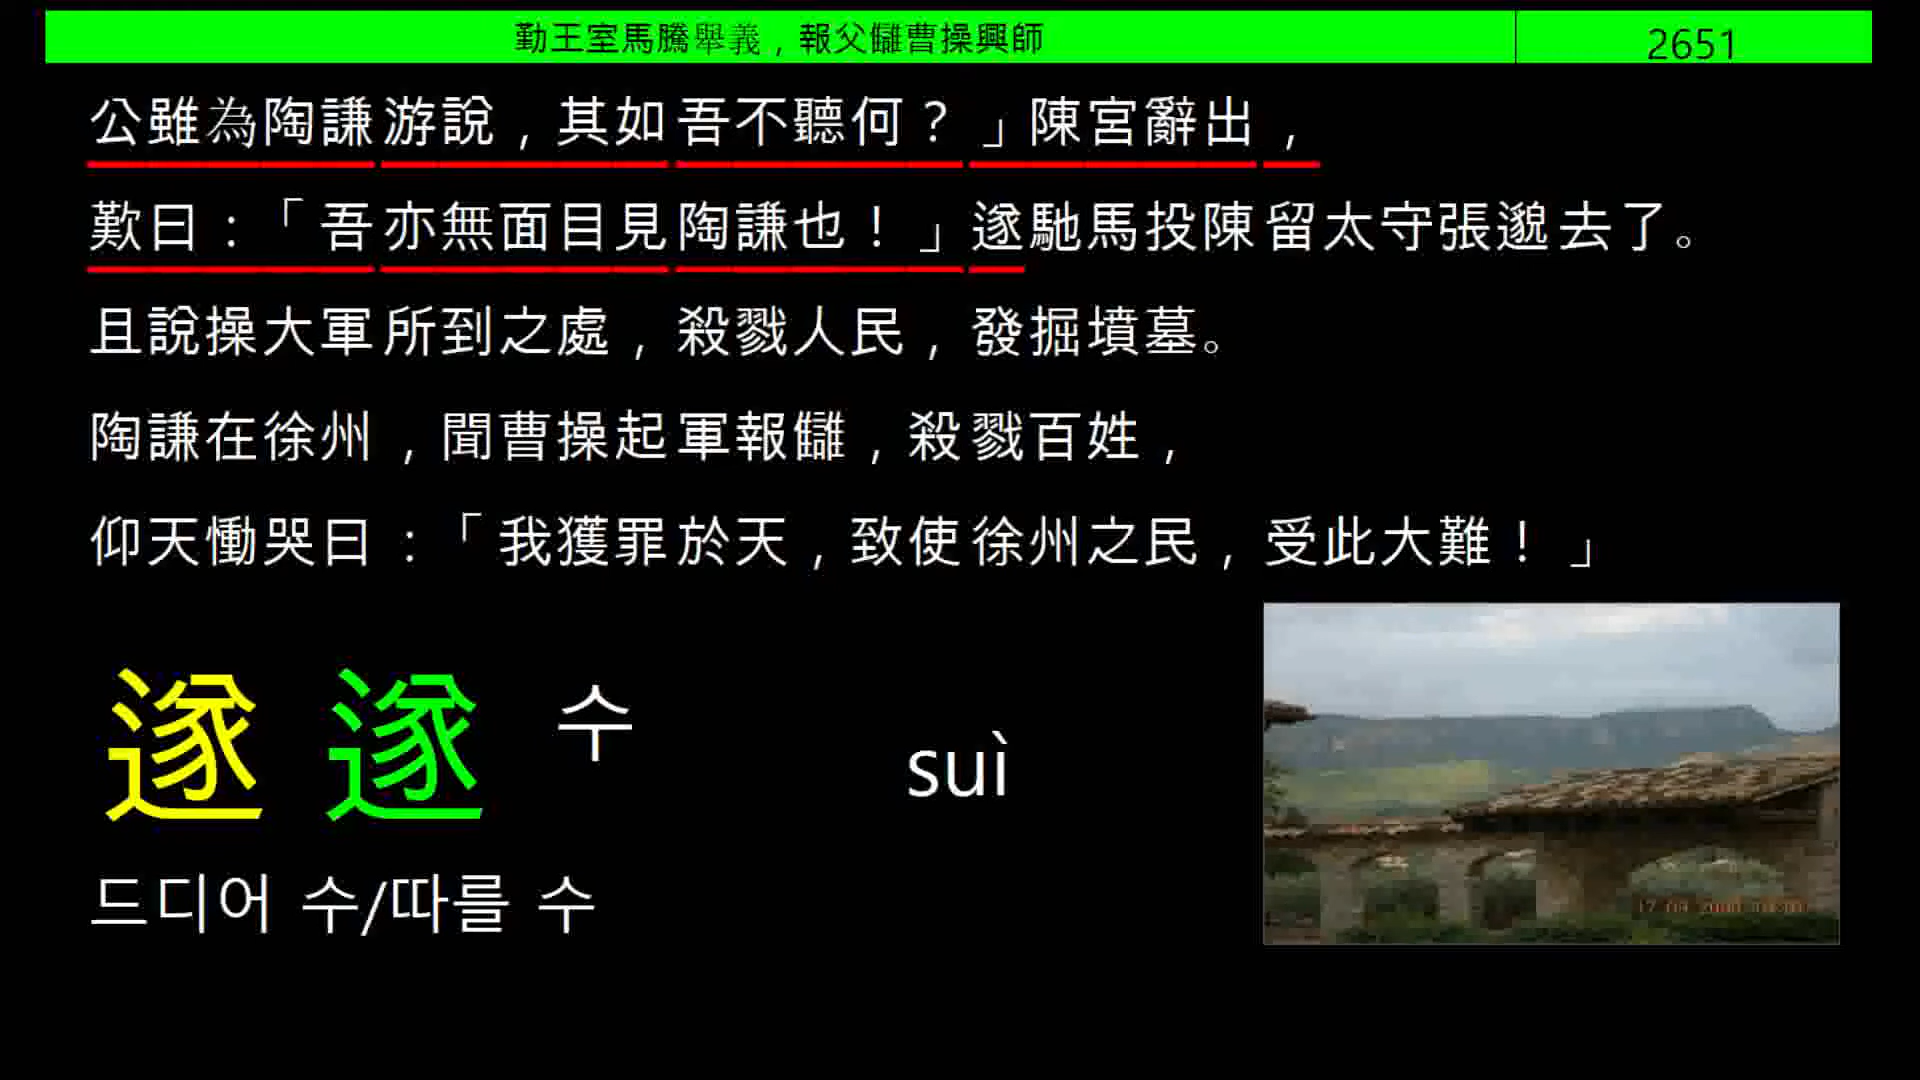 勤王室馬騰舉義，報父讎曹操興師
2651
公雖為陶謙游說，其如吾不聽何？」陳宮辭出，
歎曰：「吾亦無面目見陶謙也！」遂馳馬投陳留太守張邈去了。
且說操大軍所到之處，殺戮人民，發掘墳墓。
陶謙在徐州，聞曹操起軍報讎，殺戮百姓，
仰天慟哭曰：「我獲罪於天，致使徐州之民，受此大難！」
遂 遂 수 suì
드디어 수/따를 수